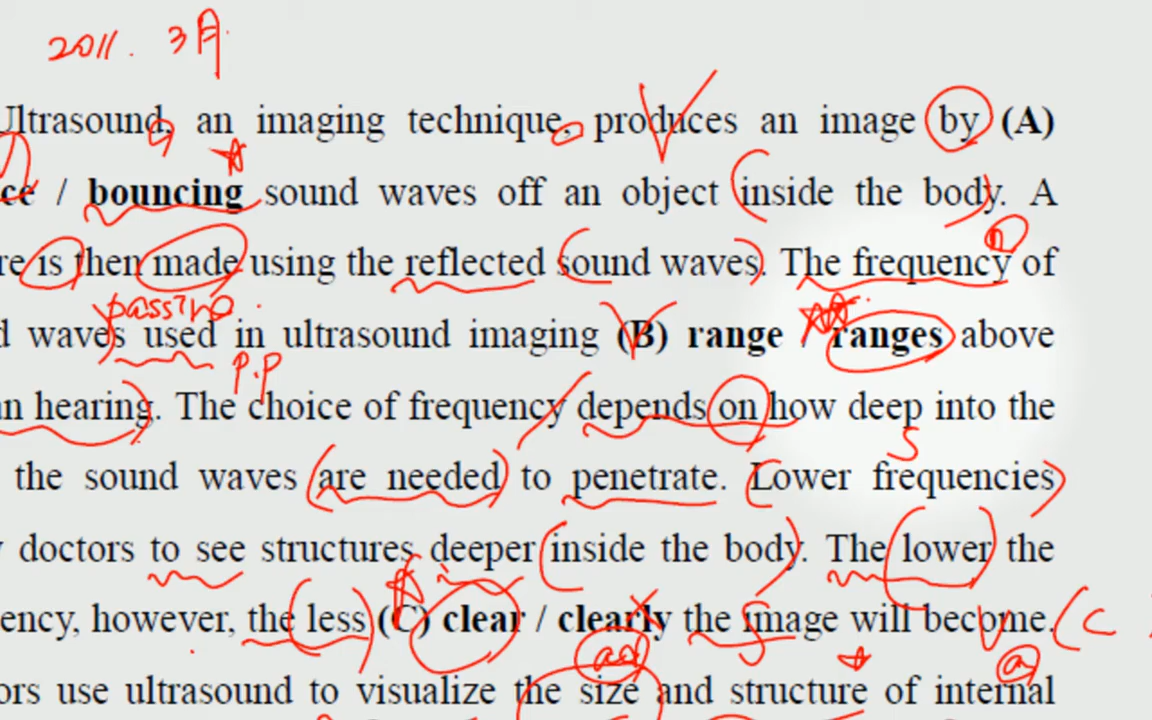 2011. 3月
Ultrasound, an imaging technique, produces an image by (A)
ce / bouncing sound waves off an object inside the body. A
re is then made using the reflected sound waves. The frequency of
passive
d waves used in ultrasound imaging (B) range / ranges above
p.p
an hearing. The choice of frequency depends on how deep into the
S
the sound waves are needed to penetrate. Lower frequencies
y doctors to see structures deeper inside the body. The lower the
ency, however, the less (C) clear / clearly the image will become. (C
ad S V a
ors use ultrasound to visualize the size and structure of internal